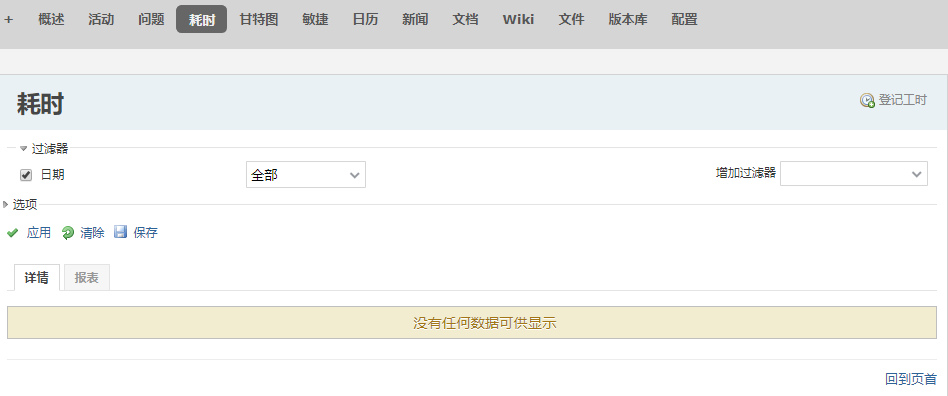 + 概述 活动 问题 耗时 甘特图 敏捷 日历 新闻 文档 Wiki 文件 版本库 配置
耗时 登记工时
过滤器
日期 全部 增加过滤器
选项
应用 清除 保存
详情 报表
没有任何数据可供显示
回到页首